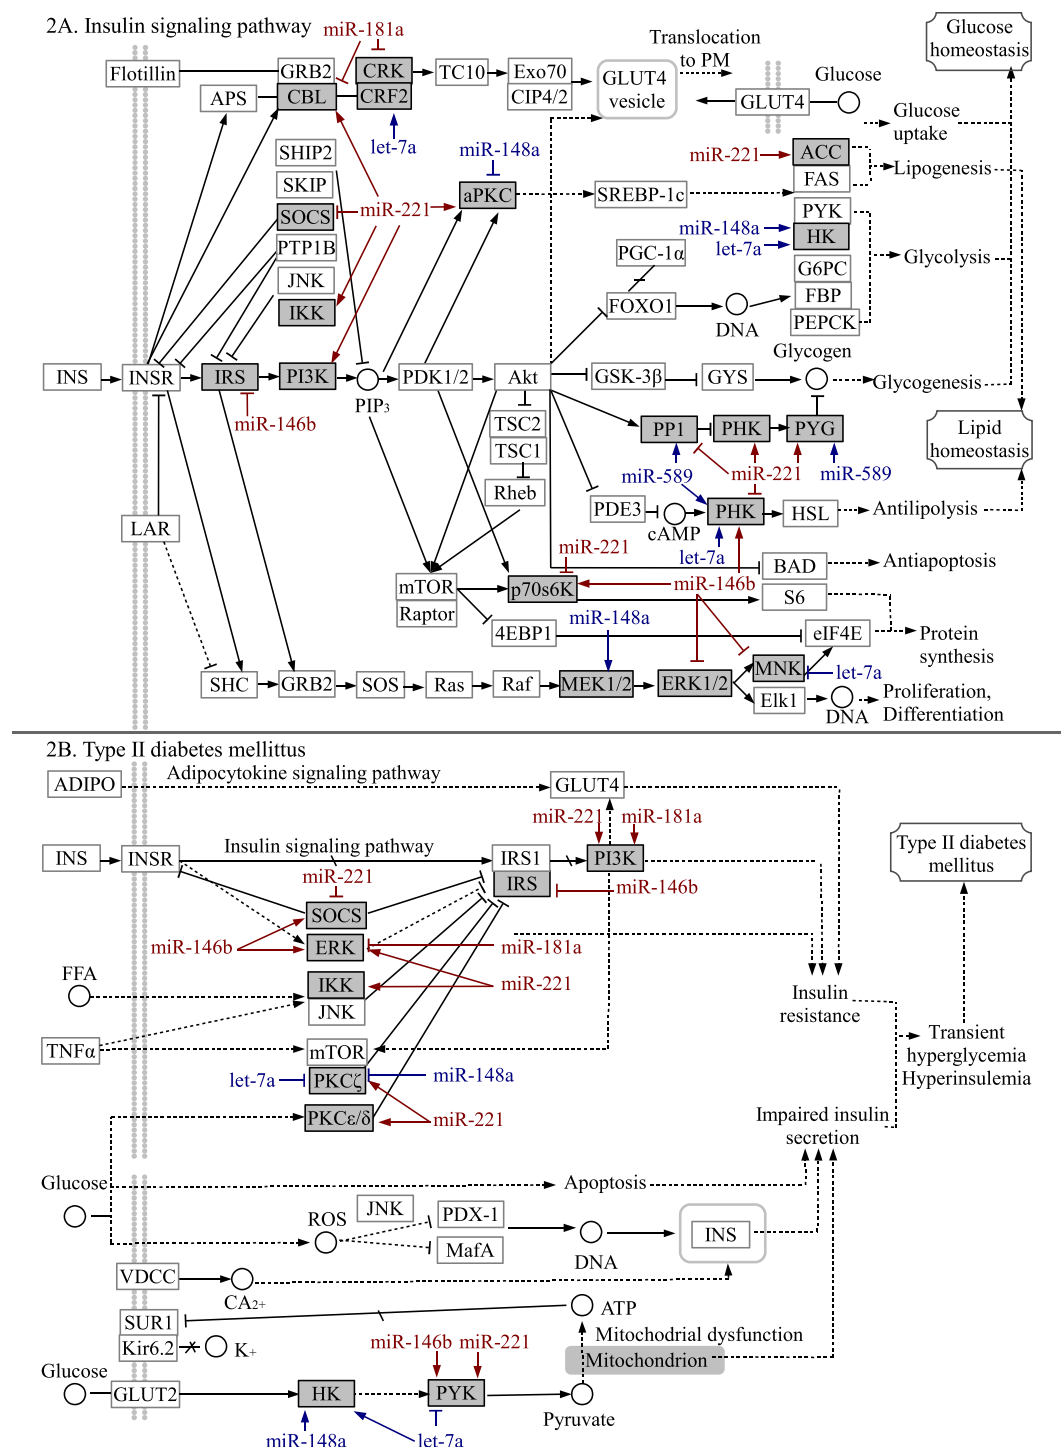 2A. Insulin signaling pathway
miR-181a
Translocation
to PM
Glucose
homeostasis
Flotillin
GRB2
CRK
TC10
Exo70
GLUT4
vesicle
Glucose
APS
CBL
CRF2
CIP4/2
GLUT4
Glucose
uptake
let-7a
SHIP2
miR-148a
miR-221
ACC
Lipogenesis
SKIP
aPKC
SREBP-1c
FAS
SOCS
miR-221
PYK
miR-148a
HK
PTP1B
PGC-1α
let-7a
Glycolysis
JNK
G6PC
IKK
FOXO1
FBP
DNA
PEPCK
Glycogen
INS
INSR
IRS
PI3K
PIP3
PDK1/2
Akt
GSK-3β
GYS
Glycogenesis
miR-146b
TSC2
PP1
PHK
PYG
Lipid
homeostasis
TSC1
miR-589
miR-221
miR-589
Rheb
PDE3
cAMP
PHK
HSL
Antilipolysis
LAR
miR-221
let-7a
BAD
Antiapoptosis
mTOR
p70s6K
miR-146b
S6
Raptor
miR-148a
4EBP1
eIF4E
Protein
synthesis
SHC
GRB2
SOS
Ras
Raf
MEK1/2
ERK1/2
MNK
let-7a
Elk1
DNA
Proliferation,
Differentiation
2B. Type II diabetes mellittus
ADIPO
Adipocytokine signaling pathway
GLUT4
miR-221
miR-181a
INS
INSR
Insulin signaling pathway
IRS1
PI3K
Type II diabetes
mellitus
miR-221
IRS
miR-146b
SOCS
miR-146b
ERK
miR-181a
FFA
IKK
miR-221
JNK
Insulin
resistance
TNFα
mTOR
Transient
hyperglycemia
Hyperinsulemia
let-7a
PKCζ
miR-148a
PKCε/δ
miR-221
Impaired insulin
secretion
Glucose
Apoptosis
JNK
ROS
PDX-1
INS
MafA
DNA
VDCC
CA2+
ATP
SUR1
Mitochodrial dysfunction
Kir6.2
K+
miR-146b
miR-221
Mitochondrion
Glucose
GLUT2
HK
PYK
Pyruvate
miR-148a
let-7a